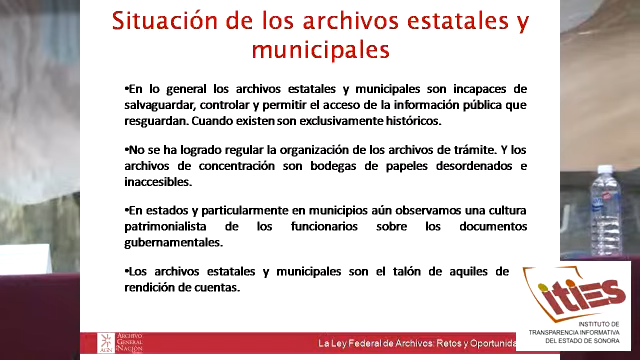 Situación de los archivos estatales y
municipales
•En lo general los archivos estatales y municipales son incapaces de
salvaguardar, controlar y permitir el acceso de la información pública que
resguardan. Cuando existen son exclusivamente históricos.
•No se ha logrado regular la organización de los archivos de trámite. Y los
archivos de concentración son bodegas de papeles desordenados e
inaccesibles.
•En estados y particularmente en municipios aún observamos una cultura
patrimonialista de los funcionarios sobre los documentos
gubernamentales.
•Los archivos estatales y municipales son el talón de aquiles de
rendición de cuentas.
AGN
ARCHIVO
GENERAL
NACIÓN
La Ley Federal de Archivos: Retos y Oportunida
ities
INSTITUTO DE
TRANSPARENCIA INFORMATIVA
DEL ESTADO DE SONORA